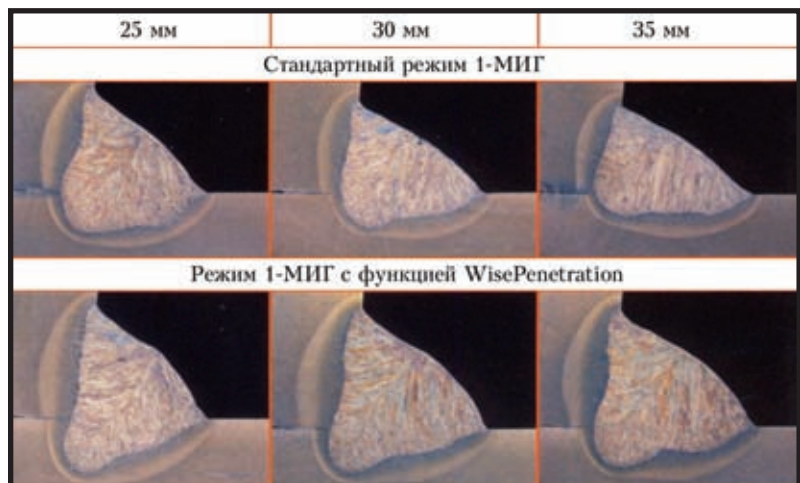 25 мм
30 мм
35 мм
Стандартный режим 1-МИГ
Режим 1-МИГ с функцией WisePenetration